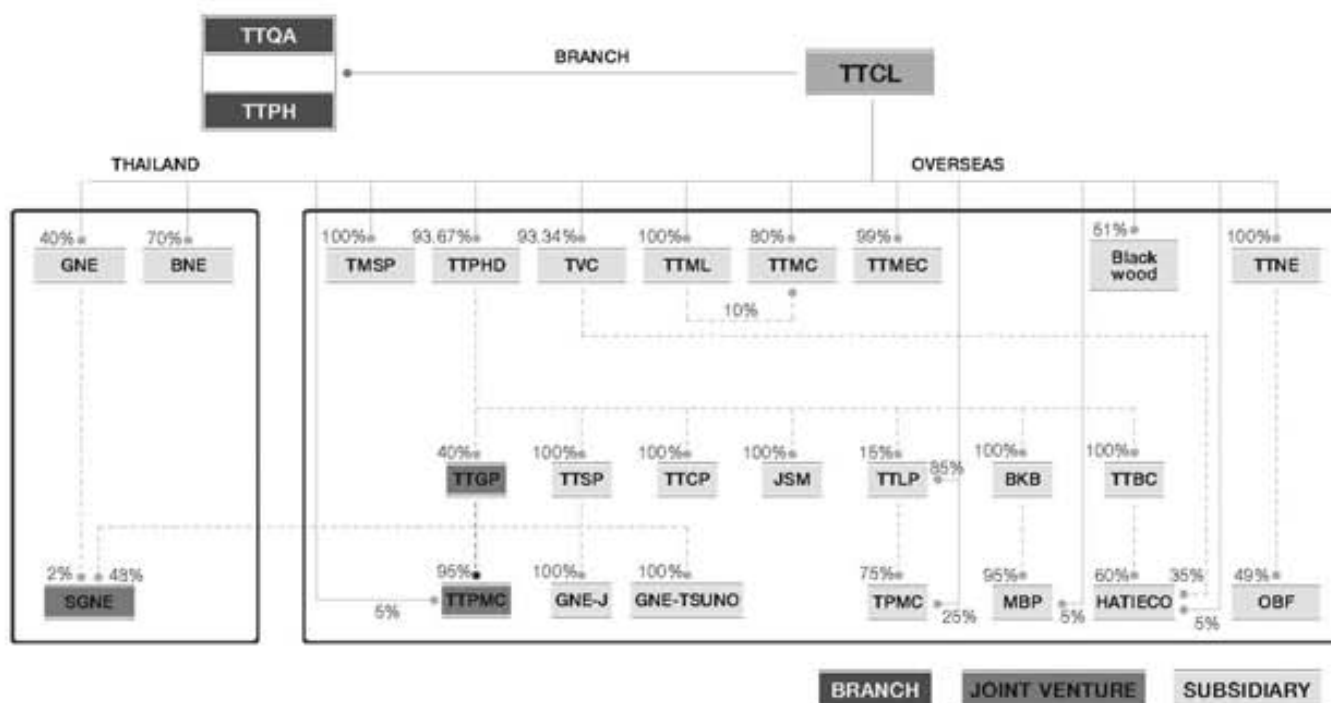 TTQA
BRANCH
TTCL
TTPH
THAILAND
OVERSEAS
40% 70% 100% 93.67% 93.34% 100% 80% 99% 51% 100%
GNE BNE TMSP TTPHD TVC TTML TTMC TTMEC Black wood TTNE
10%
40% 100% 100% 100% 15% 85% 100% 100%
TTGP TTSP TTCP JSM TTLP BKB TTBC
2% 48% 95% 100% 100% 75% 95% 60% 35% 49%
SGNE TTPMC GNE-J GNE-TSUNO TPMC MBP HATIECO OBF
5% 25% 5% 5%
BRANCH JOINT VENTURE SUBSIDIARY